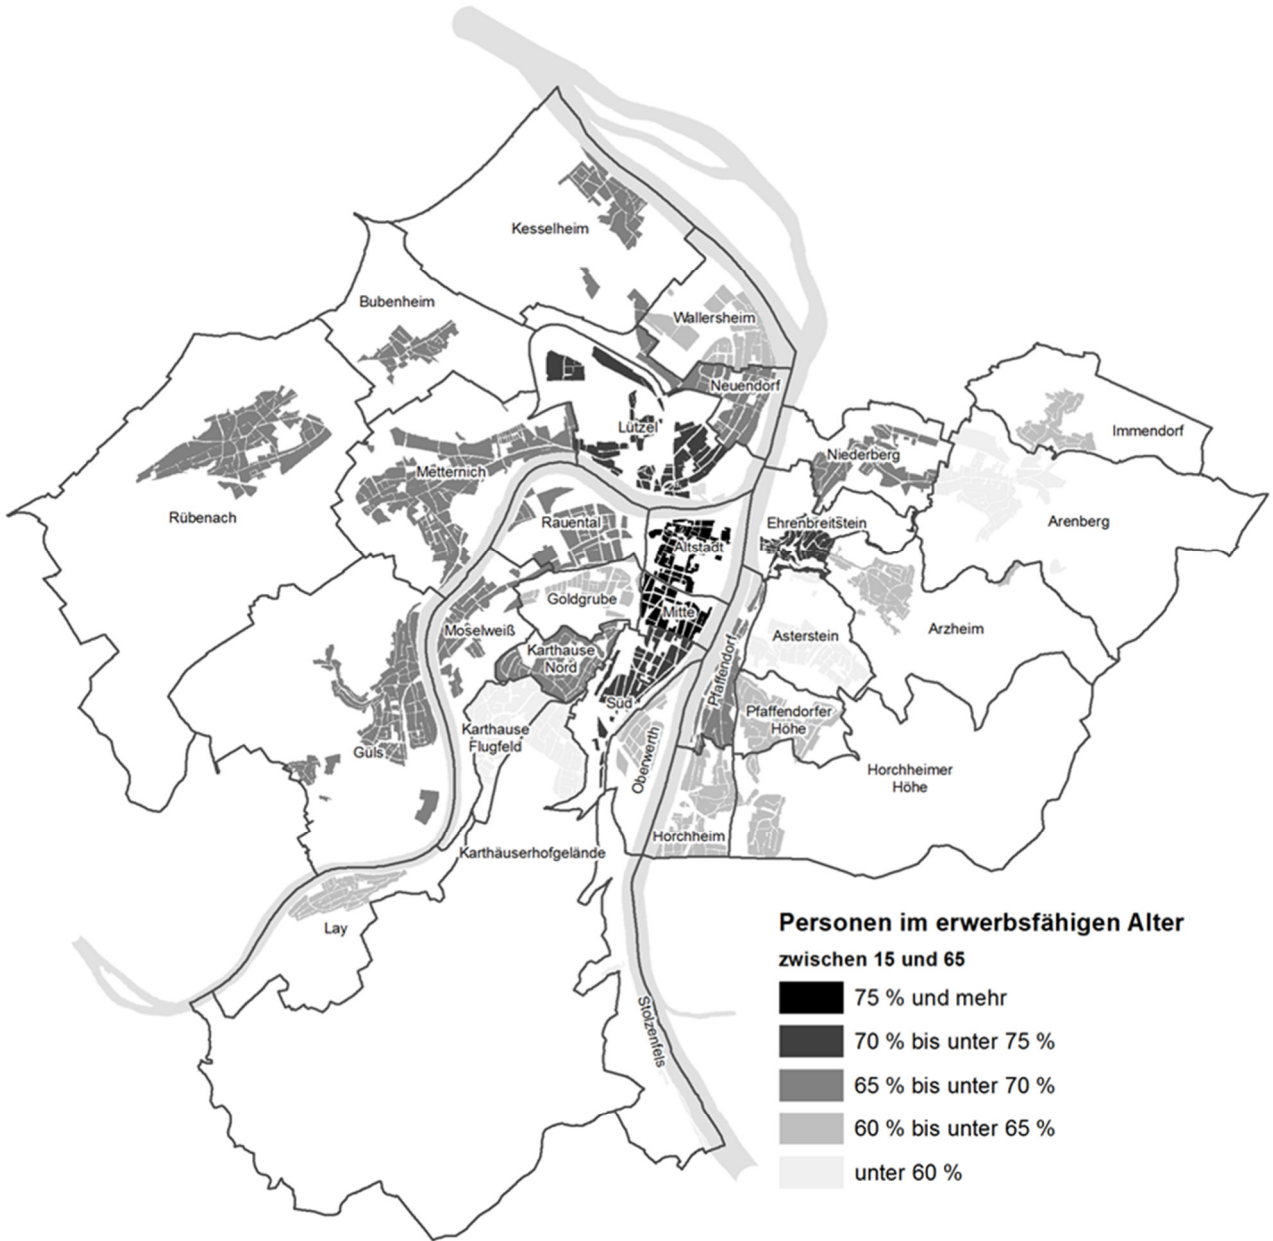 Kesselheim
Bubenheim
Wallersheim
Neuendorf
Lützel
Immendorf
Niederberg
Metternich
Rübenach
Rauental
Ehrenbreitstein
Arenberg
Altstadt
Goldgrube
Mitte
Moselweiß
Asterstein
Arzheim
Karthause
Nord
Pfaffendorf
Süd
Pfaffendorfer
Höhe
Karthause
Flugfeld
Güls
Oberwerth
Horchheimer
Höhe
Horchheim
Karthäuserhofgelände
Lay
Stolzenfels
Personen im erwerbsfähigen Alter
zwischen 15 und 65
75 % und mehr
70 % bis unter 75 %
65 % bis unter 70 %
60 % bis unter 65 %
unter 60 %